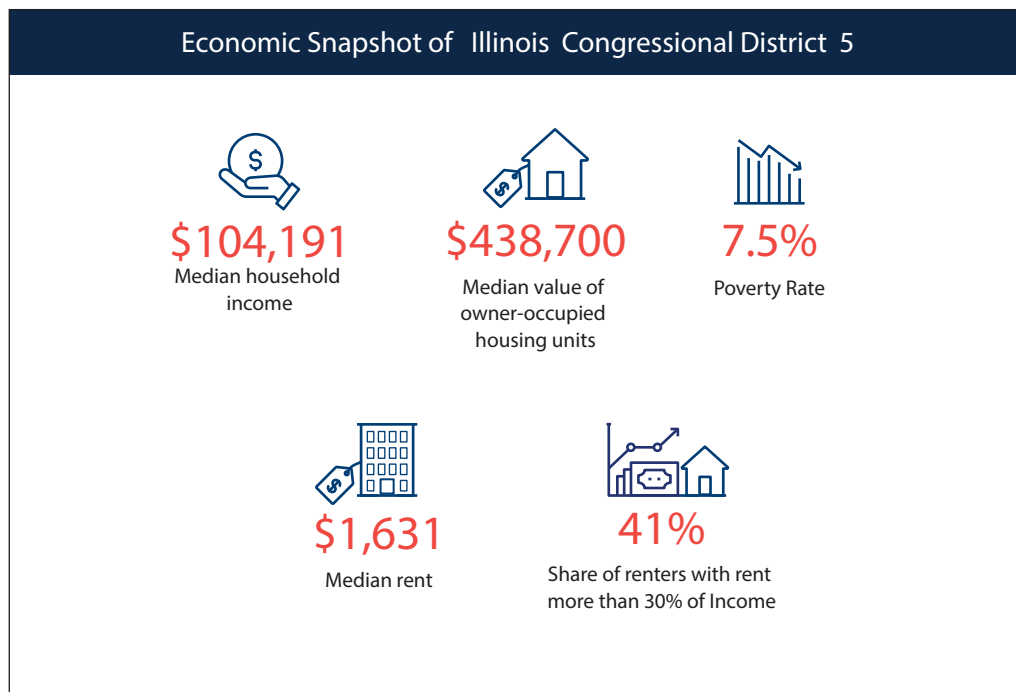 Economic Snapshot of Illinois Congressional District 5
$
$
$104,191
Median household
income
$438,700
Median value of
owner-occupied
housing units
7.5%
Poverty Rate
$
$1,631
Median rent
41%
Share of renters with rent
more than 30% of Income